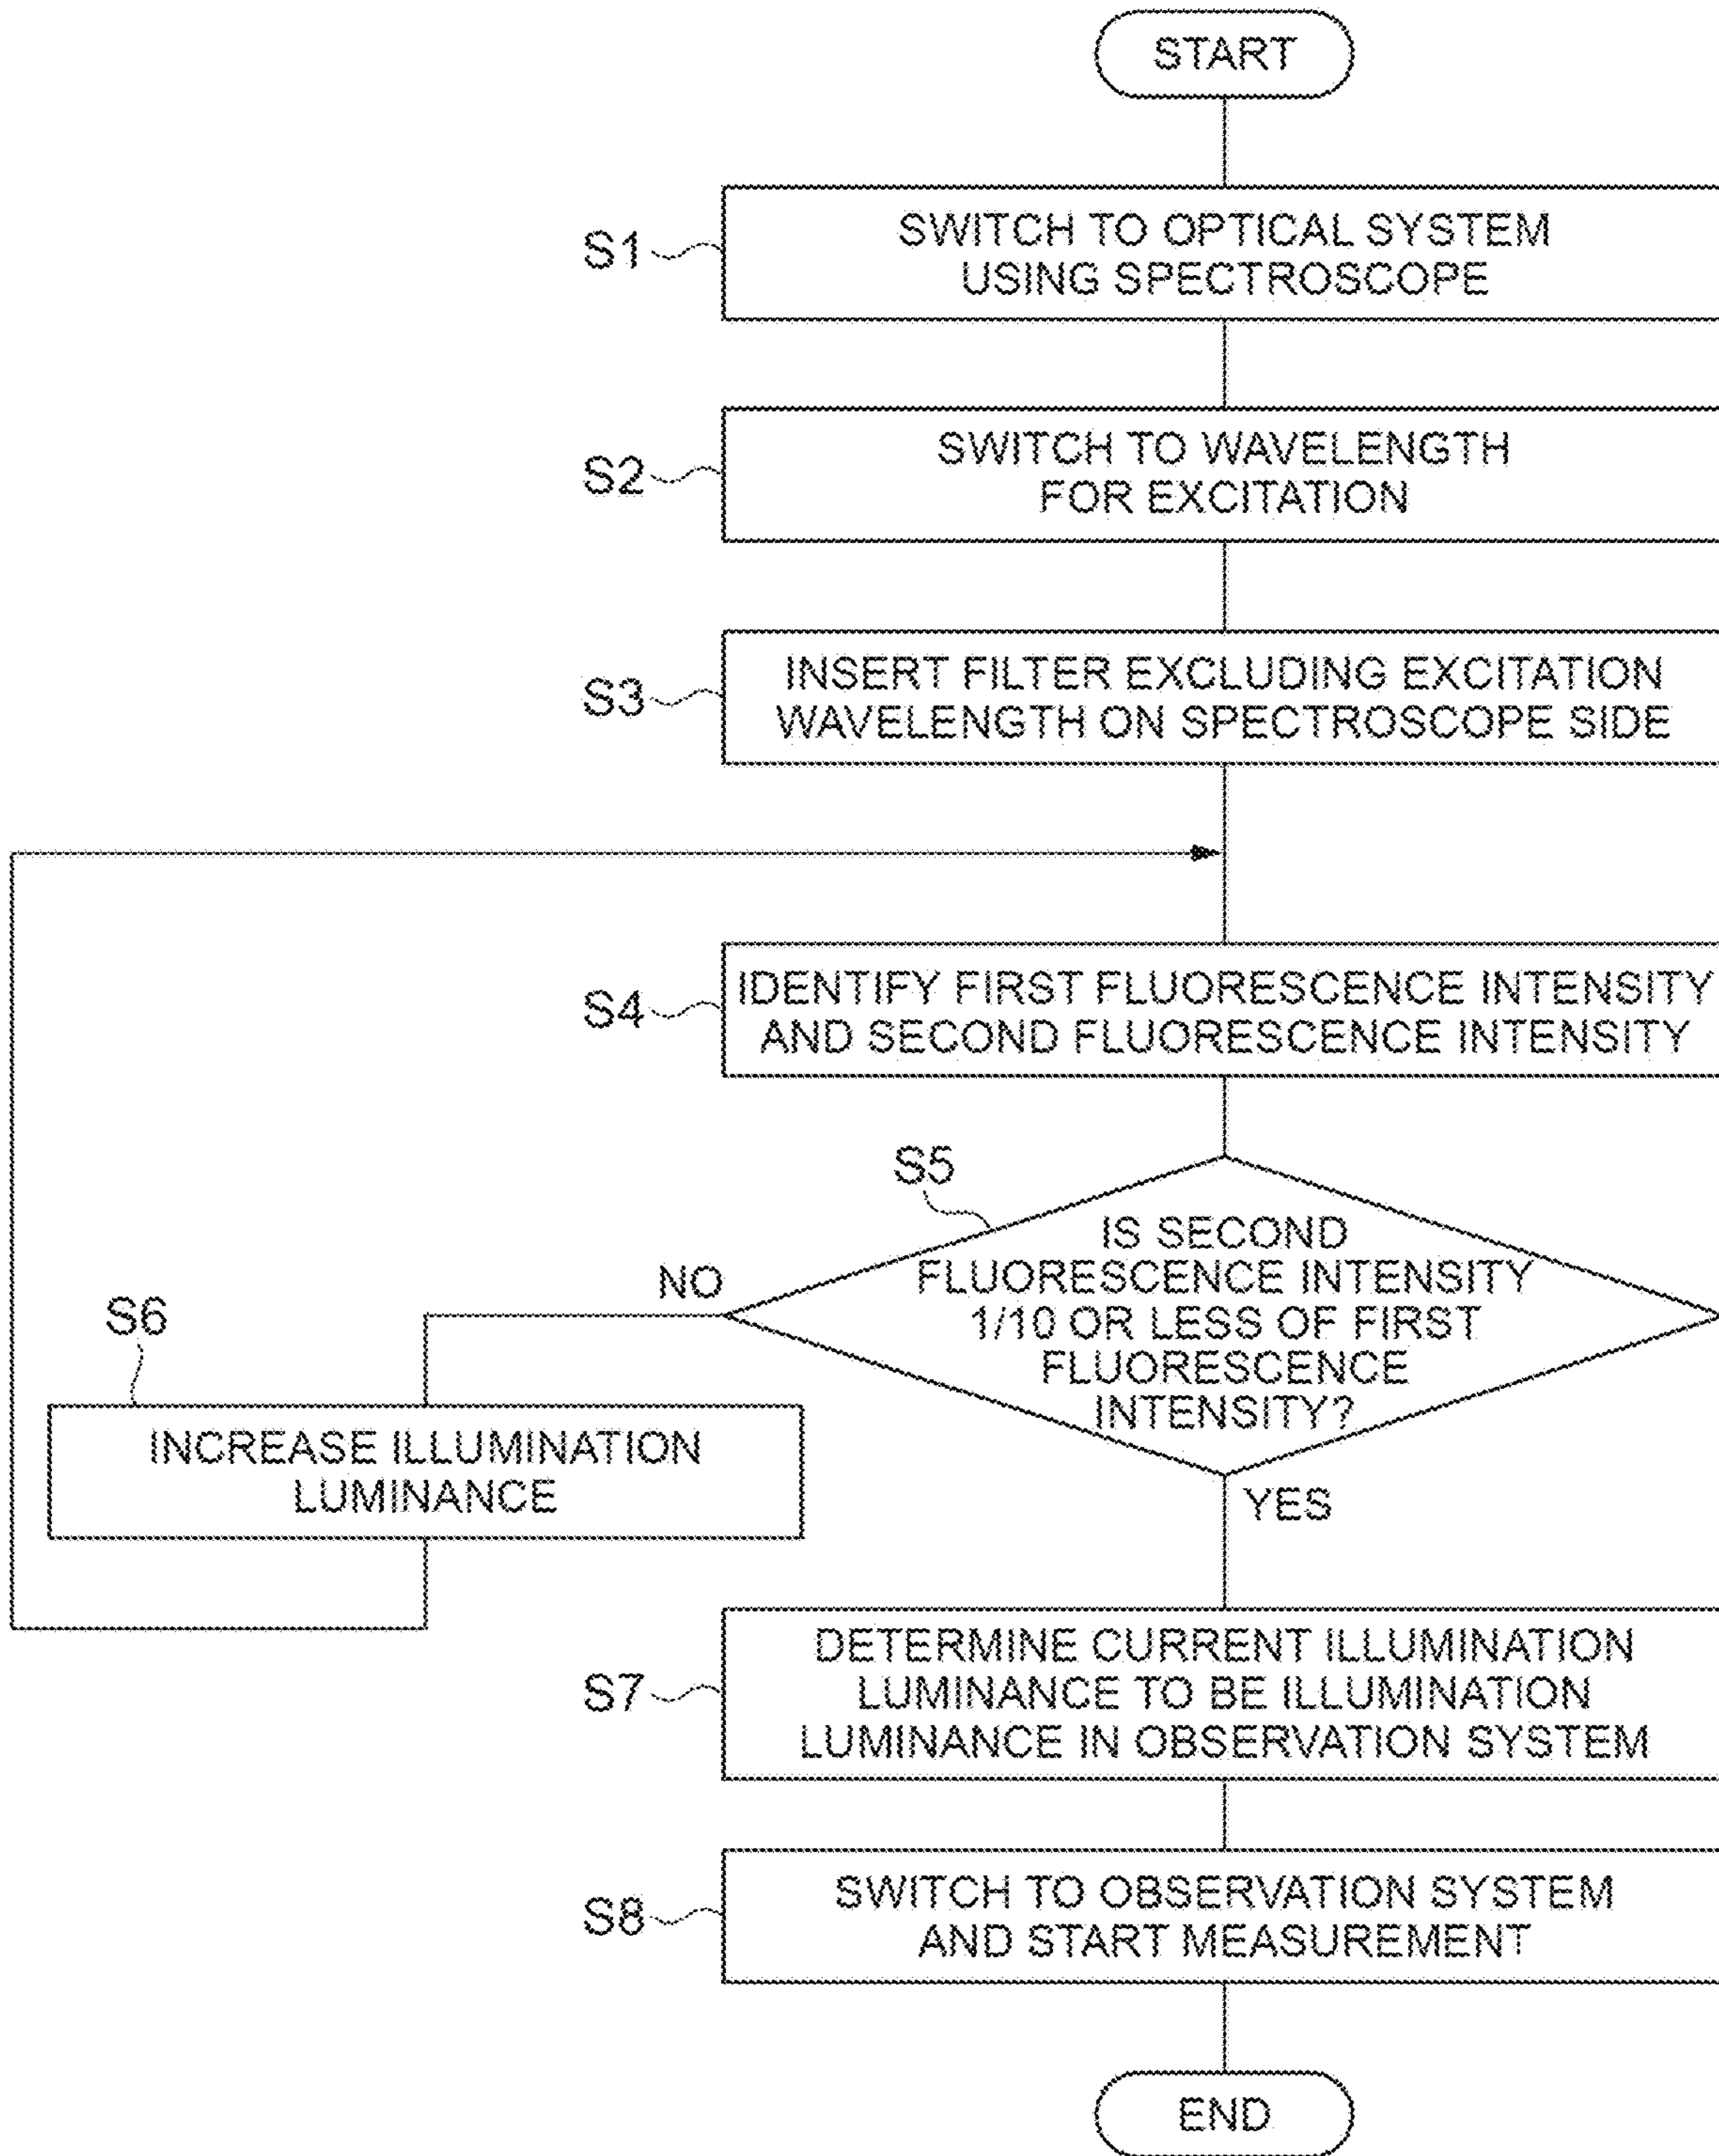 START
S1
SWITCH TO OPTICAL SYSTEM
USING SPECTROSCOPE
S2
SWITCH TO WAVELENGTH
FOR EXCITATION
S3
INSERT FILTER EXCLUDING EXCITATION
WAVELENGTH ON SPECTROSCOPE SIDE
S4
IDENTIFY FIRST FLUORESCENCE INTENSITY
AND SECOND FLUORESCENCE INTENSITY
S5
IS SECOND
FLUORESCENCE INTENSITY
1/10 OR LESS OF FIRST
FLUORESCENCE
INTENSITY?
NO
S6
INCREASE ILLUMINATION
LUMINANCE
YES
S7
DETERMINE CURRENT ILLUMINATION
LUMINANCE TO BE ILLUMINATION
LUMINANCE IN OBSERVATION SYSTEM
S8
SWITCH TO OBSERVATION SYSTEM
AND START MEASUREMENT
END